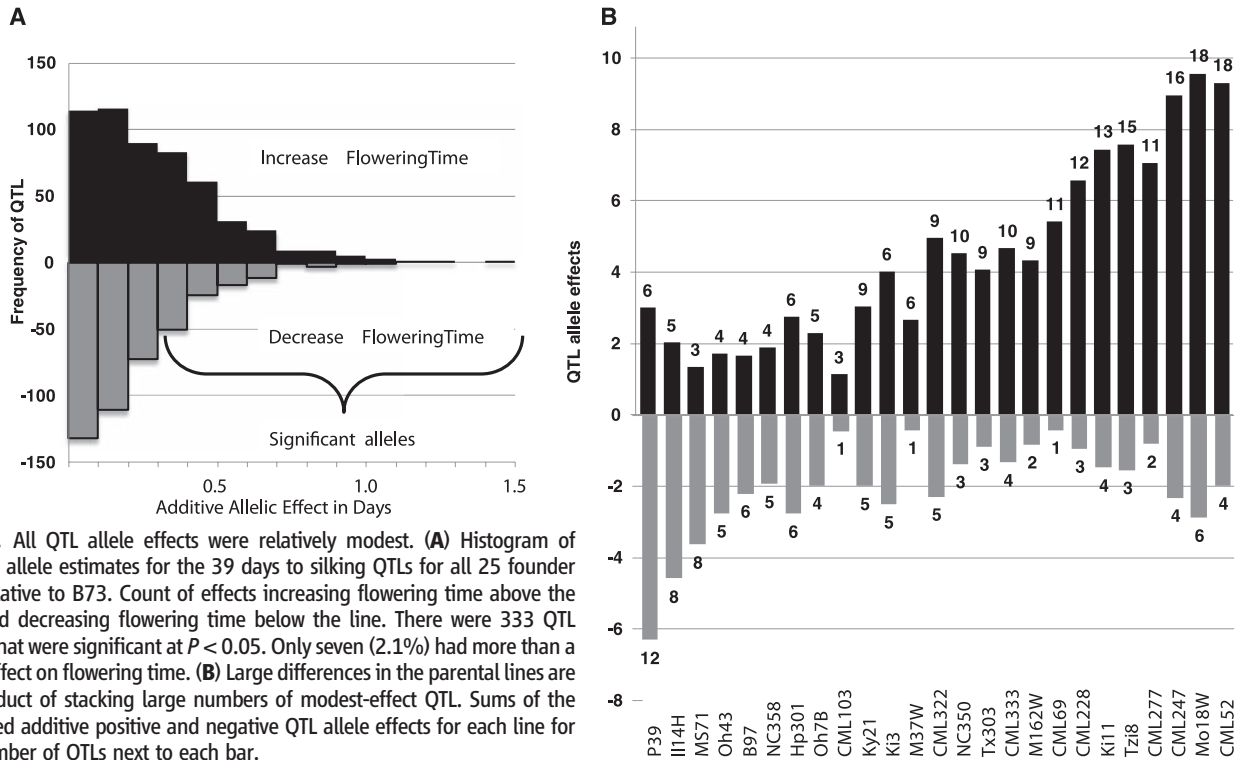 A
150
100
50
0
-50
-100
-150
Frequency of QTL
Increase FloweringTime
Decrease FloweringTime
Significant alleles
0.5 1.0 1.5
Additive Allelic Effect in Days
. All QTL allele effects were relatively modest. (A) Histogram of
allele estimates for the 39 days to silking QTLs for all 25 founder
ative to B73. Count of effects increasing flowering time above the
d decreasing flowering time below the line. There were 333 QTL
hat were significant at P < 0.05. Only seven (2.1%) had more than a
ffect on flowering time. (B) Large differences in the parental lines are
duct of stacking large numbers of modest-effect QTL. Sums of the
ed additive positive and negative QTL allele effects for each line for
mber of QTLs next to each bar.
B
10
8
6
4
2
0
-2
-4
-6
-8
QTL allele effects
6 5 3 4 4 4 6 5 3 9 6 6 9 10 9 10 9 11 12 13 15 11 16 18 18
12 8 8 5 6 5 6 4 1 5 5 1 5 3 3 4 2 1 3 4 3 2 4 6 4
P39
Il14H
MS71
Oh43
B97
NC358
Hp301
Oh7B
CML103
Ky21
Ki3
M37W
CML322
NC350
Tx303
CML333
M162W
CML69
CML228
Ki11
Tzi8
CML277
CML247
Mo18W
CML52